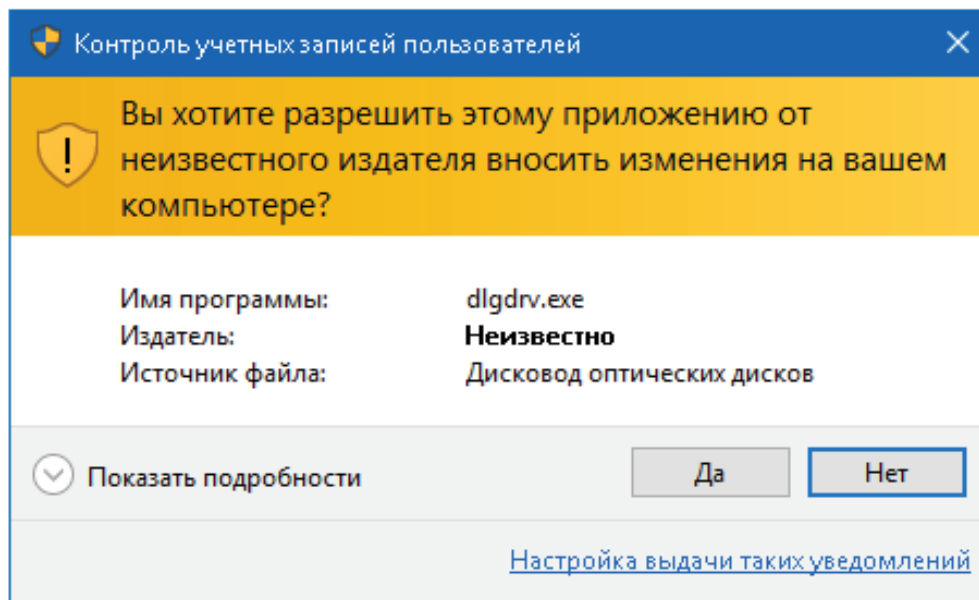 Контроль учетных записей пользователей
Вы хотите разрешить этому приложению от
неизвестного издателя вносить изменения на вашем
компьютере?
Имя программы: dlgdrv.exe
Издатель: Неизвестно
Источник файла: Дисковод оптических дисков
Показать подробности Да Нет
Настройка выдачи таких уведомлений